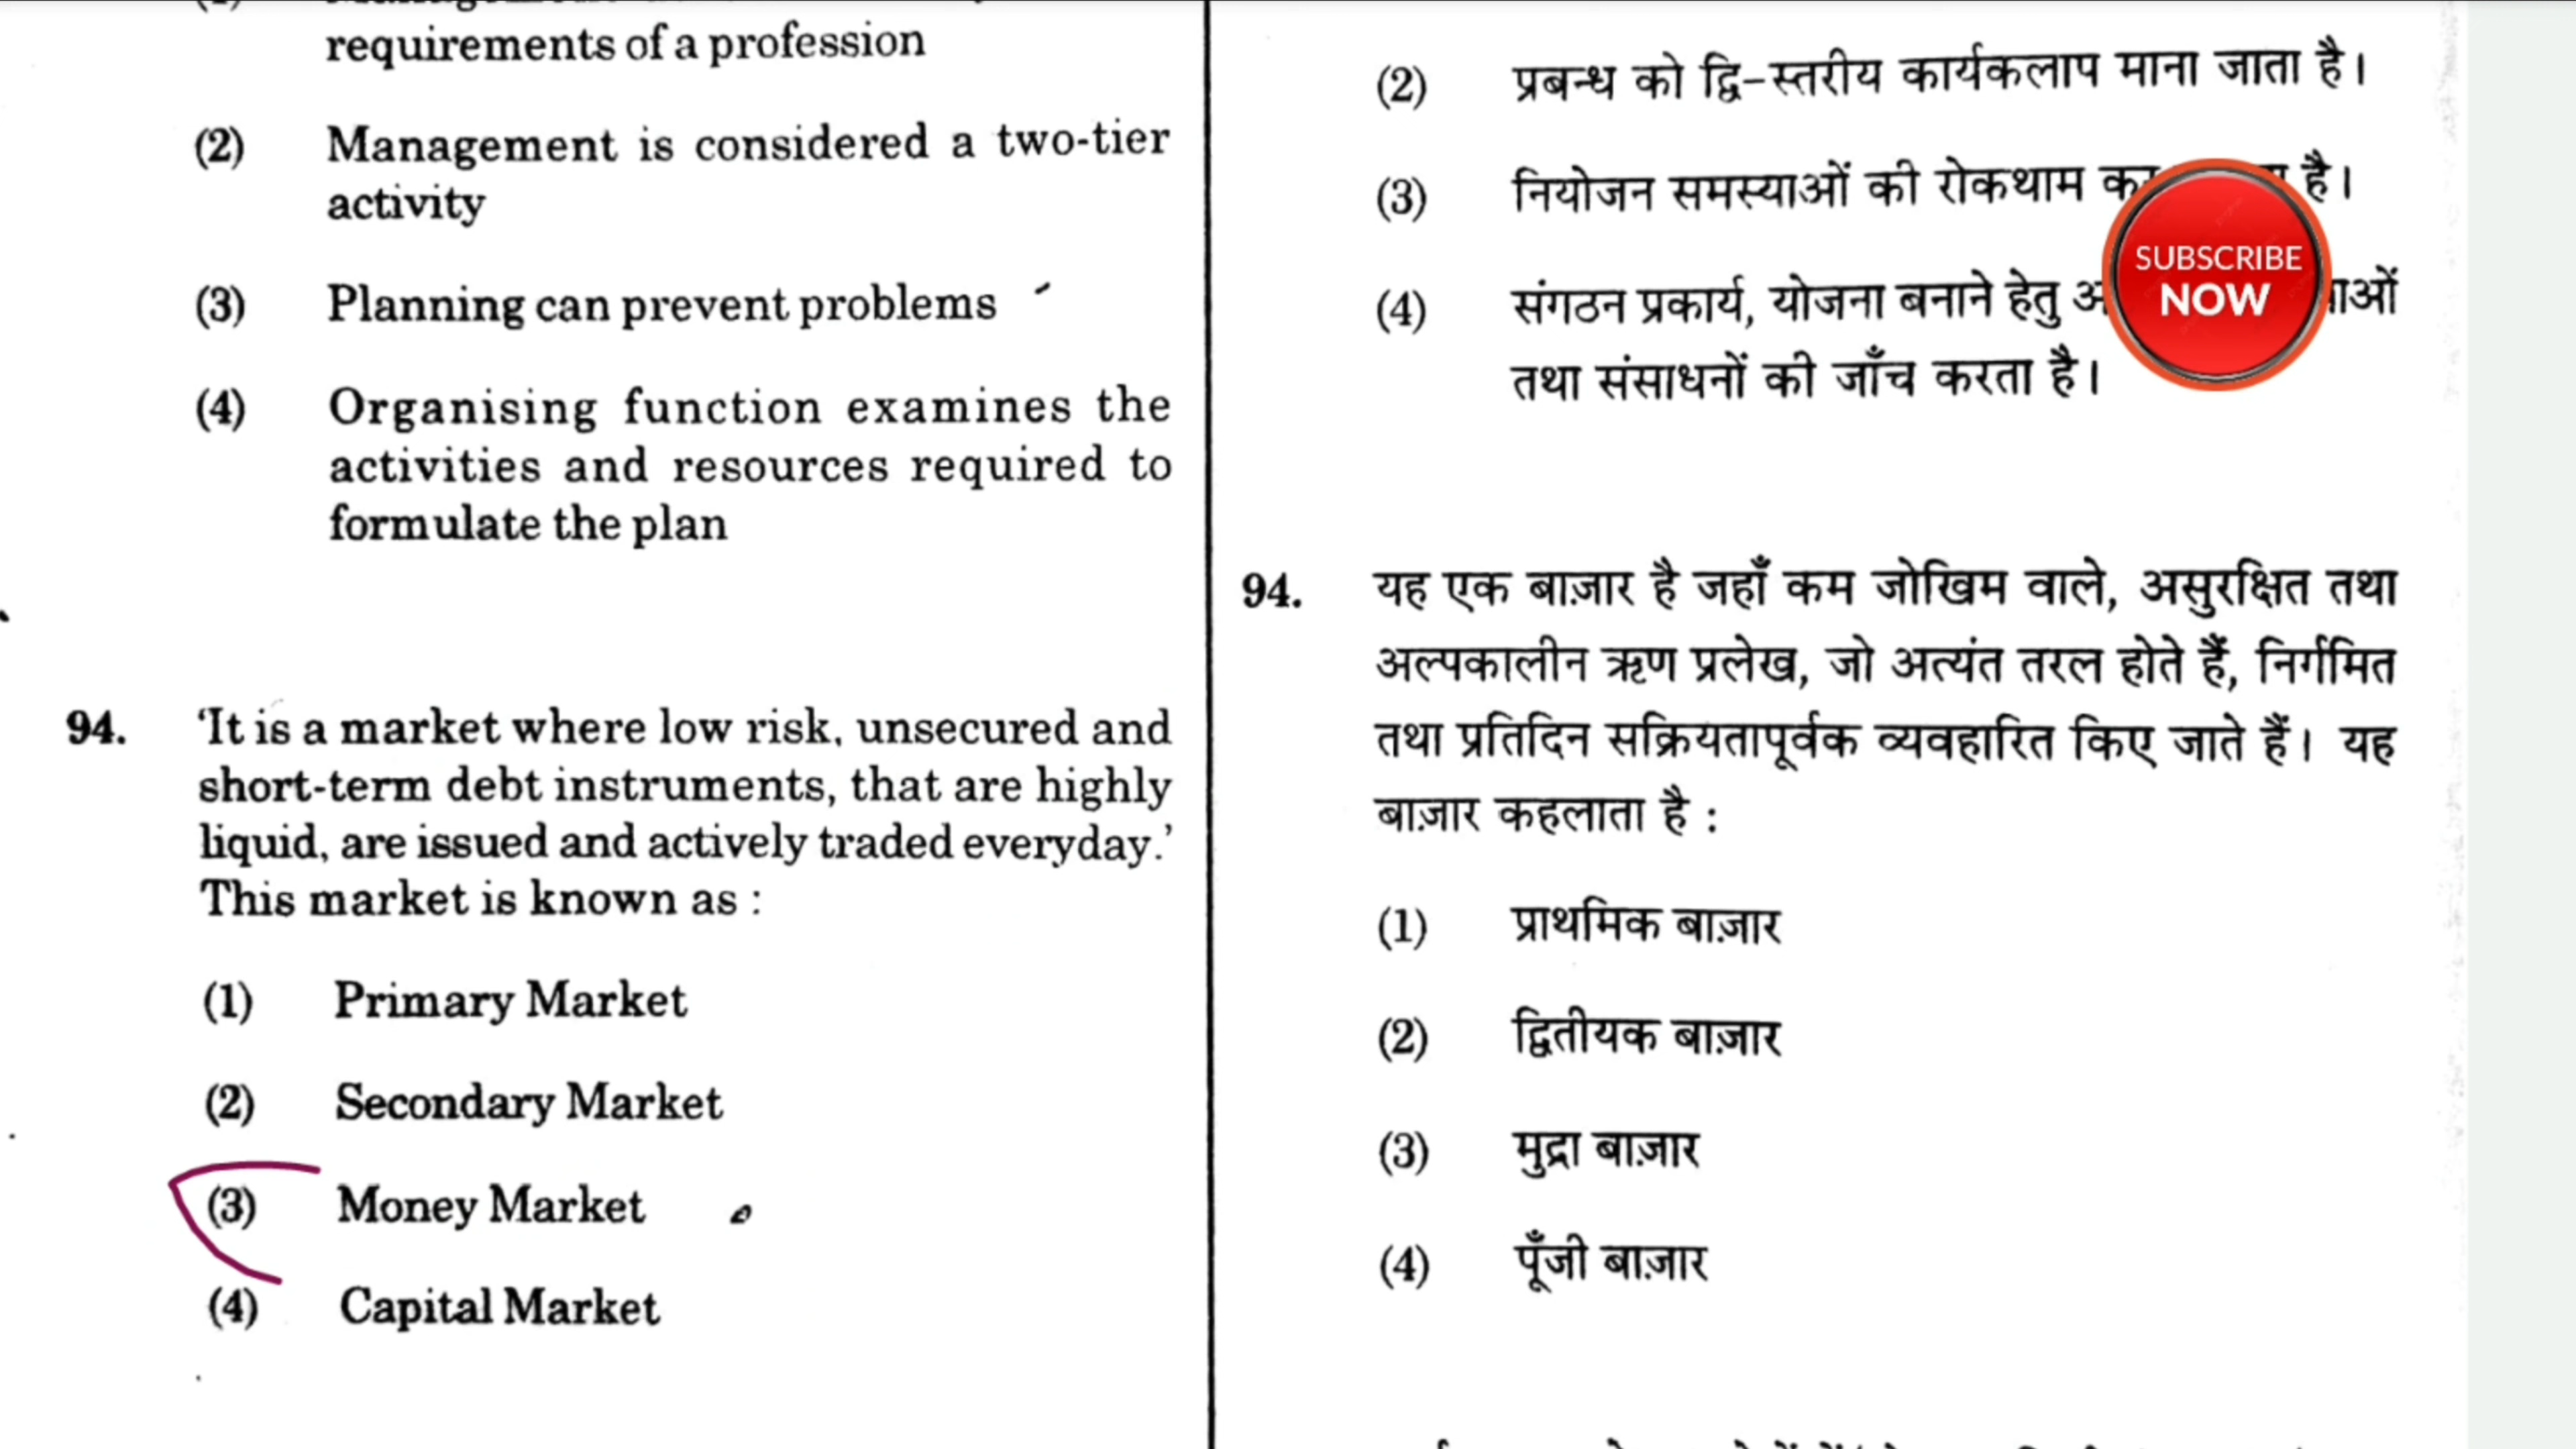 requirements of a profession
(2) Management is considered a two-tier
activity
(3) Planning can prevent problems
(4) Organising function examines the
activities and resources required to
formulate the plan
94. ‘It is a market where low risk, unsecured and
short-term debt instruments, that are highly
liquid, are issued and actively traded everyday.’
This market is known as :
(1) Primary Market
(2) Secondary Market
(3) Money Market
(4) Capital Market
(2) प्रबन्ध को द्वि-स्तरीय कार्यकलाप माना जाता है।
(3) नियोजन समस्याओं की रोकथाम है।
(4) संगठन प्रकार्य, योजना बनाने हेतु
तथा संसाधनों की जाँच करता है।
94. यह एक बाज़ार है जहाँ कम जोखिम वाले, असुरक्षित तथा
अल्पकालीन ऋण प्रलेख, जो अत्यंत तरल होते हैं, निर्गमित
तथा प्रतिदिन सक्रियतापूर्वक व्यवहारित किए जाते हैं। यह
बाज़ार कहलाता है :
(1) प्राथमिक बाज़ार
(2) द्वितीयक बाज़ार
(3) मुद्रा बाज़ार
(4) पूँजी बाज़ार
SUBSCRIBE
NOW